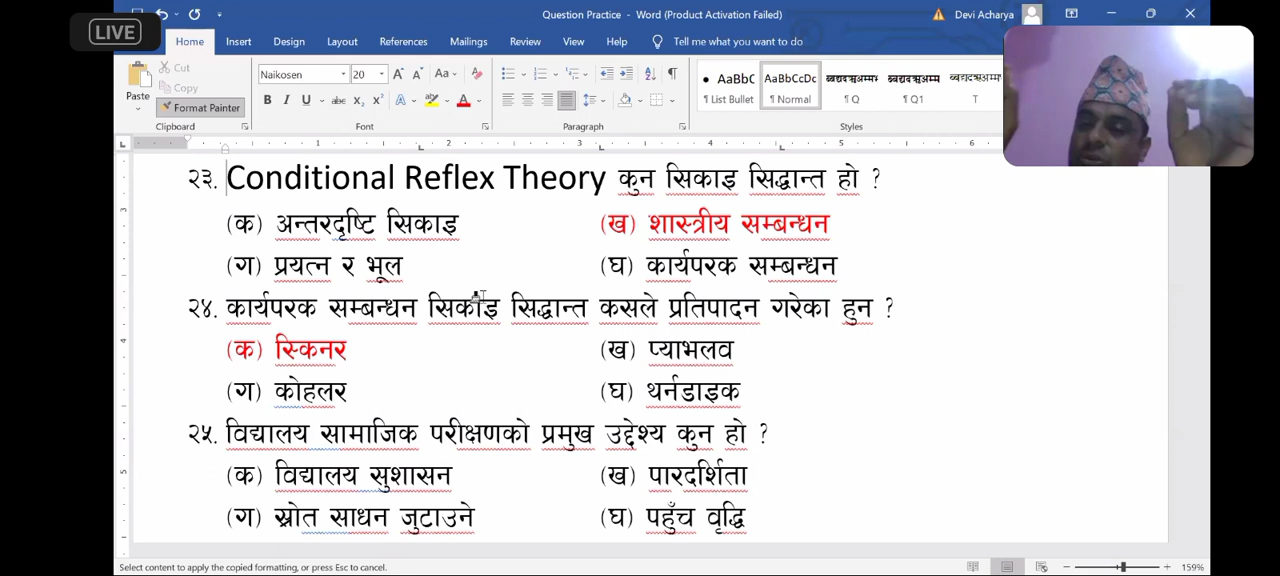 LIVE
Question Practice - Word (Product Activation Failed)
Devi Acharya
Home Insert Design Layout References Mailings Review View Help Tell me what you want to do
Paste Cut Copy Format Painter
Naikosen 20
AaBbC AaBbCcDc
List Bullet ¶ Normal ¶ Q ¶ Q1 T
Clipboard Font Paragraph Styles
२३. Conditional Reflex Theory कुन सिकाइ सिद्धान्त हो ?
(क) अन्तरदृष्टि सिकाइ (ख) शास्त्रीय सम्बन्धन
(ग) प्रयत्न र भूल (घ) कार्यपरक सम्बन्धन
२४. कार्यपरक सम्बन्धन सिकाइ सिद्धान्त कसले प्रतिपादन गरेका हुन ?
(क) स्किनर (ख) प्याभलव
(ग) कोहलर (घ) थर्नडाइक
२५. विद्यालय सामाजिक परीक्षणको प्रमुख उद्देश्य कुन हो ?
(क) विद्यालय सुशासन (ख) पारदर्शिता
(ग) स्रोत साधन जुटाउने (घ) पहुँच वृद्धि
Select content to apply the copied formatting, or press Esc to cancel. 159%